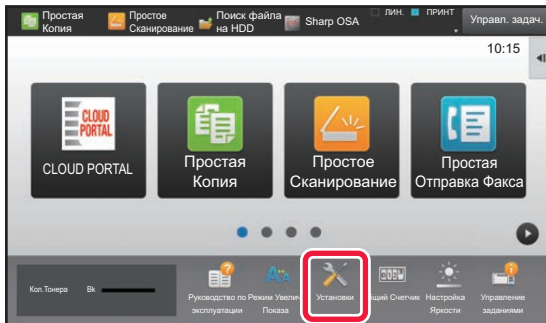 Простая
Копия
Простое
Сканирование
Поиск файла
на HDD
Sharp OSA
ЛИН.
ПРИНТ
Управл. задач.
10:15
CLOUD
PORTAL
CLOUD PORTAL
Простая
Копия
Простое
Сканирование
Простая
Отправка Факса
Кол.Тонера Bk
Руководство по
эксплуатации
Режим Увелич
Показа
Установки
бщий Счетчик
Настройка
Яркости
Управление
заданиями